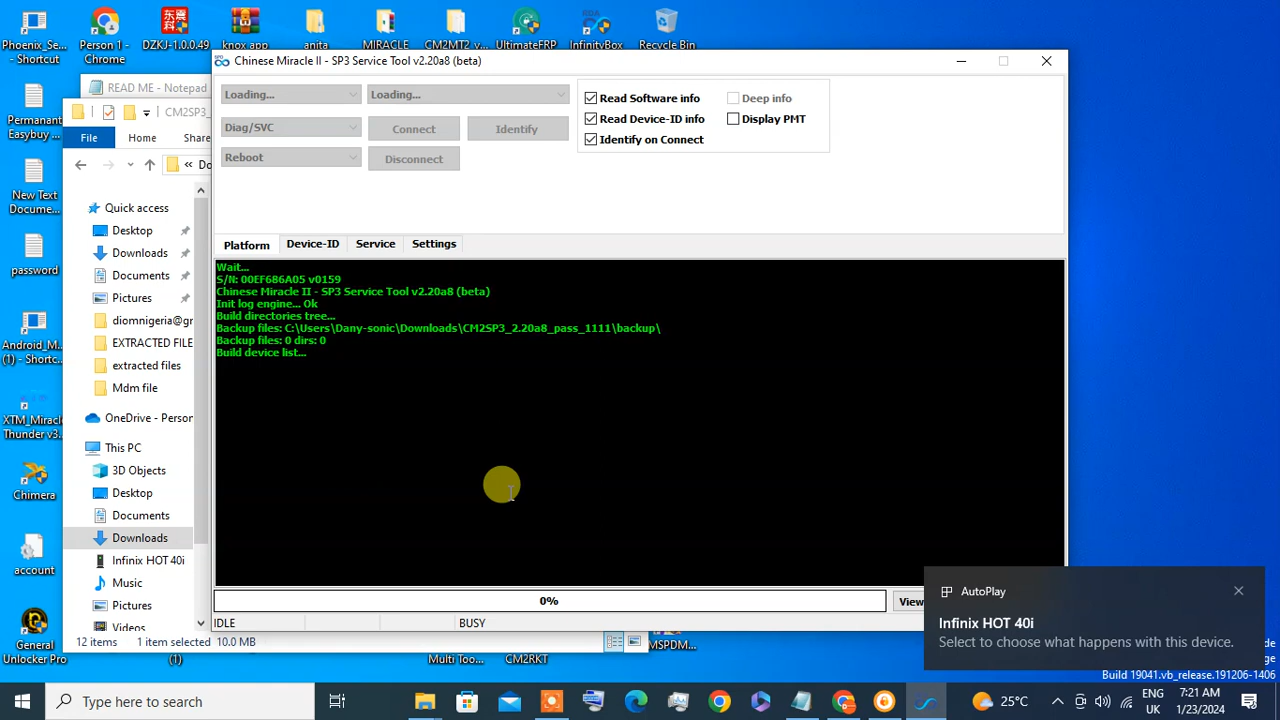 Phoenix_Se...
- Shortcut
Person 1 -
Chrome
DZKJ-1.0.0.49
knox app
anita
MIRACLE
CM2MT2_v...
UltimateFRP
InfinityBox
Recycle Bin
Permanant
Easybuy ...
New Text
Docume...
password
Android_M...
(1) - Shortc...
XTM_Miracle
Thunder v3...
Chimera
account
General
Unlocker Pro
READ ME - Notepad
CM2SP3_
File
Home
Share
« Do
Quick access
Desktop
Downloads
Documents
Pictures
diomnigeria@gr
EXTRACTED FILE
extracted files
Mdm file
OneDrive - Person
This PC
3D Objects
Desktop
Documents
Downloads
Infinix HOT 40i
Music
Pictures
Videos
12 items
1 item selected
10.0 MB
Chinese Miracle II - SP3 Service Tool v2.20a8 (beta)
Loading...
Loading...
Diag/SVC
Connect
Identify
Reboot
Disconnect
Read Software info
Deep info
Read Device-ID info
Display PMT
Identify on Connect
Platform
Device-ID
Service
Settings
Wait...
S/N: 00EF686A05 v0159
Chinese Miracle II - SP3 Service Tool v2.20a8 (beta)
Init log engine... Ok
Build directories tree...
Backup files: C:\Users\Dany-sonic\Downloads\CM2SP3_2.20a8_pass_1111\backup\
Backup files: 0 dirs: 0
Build device list...
0%
View
IDLE
BUSY
(1)
Multi Too...
CM2RKT
MSPDM...
AutoPlay
Infinix HOT 40i
Select to choose what happens with this device.
Build 19041.vb_release.191206-1406
Type here to search
25°C
ENG
UK
7:21 AM
1/23/2024